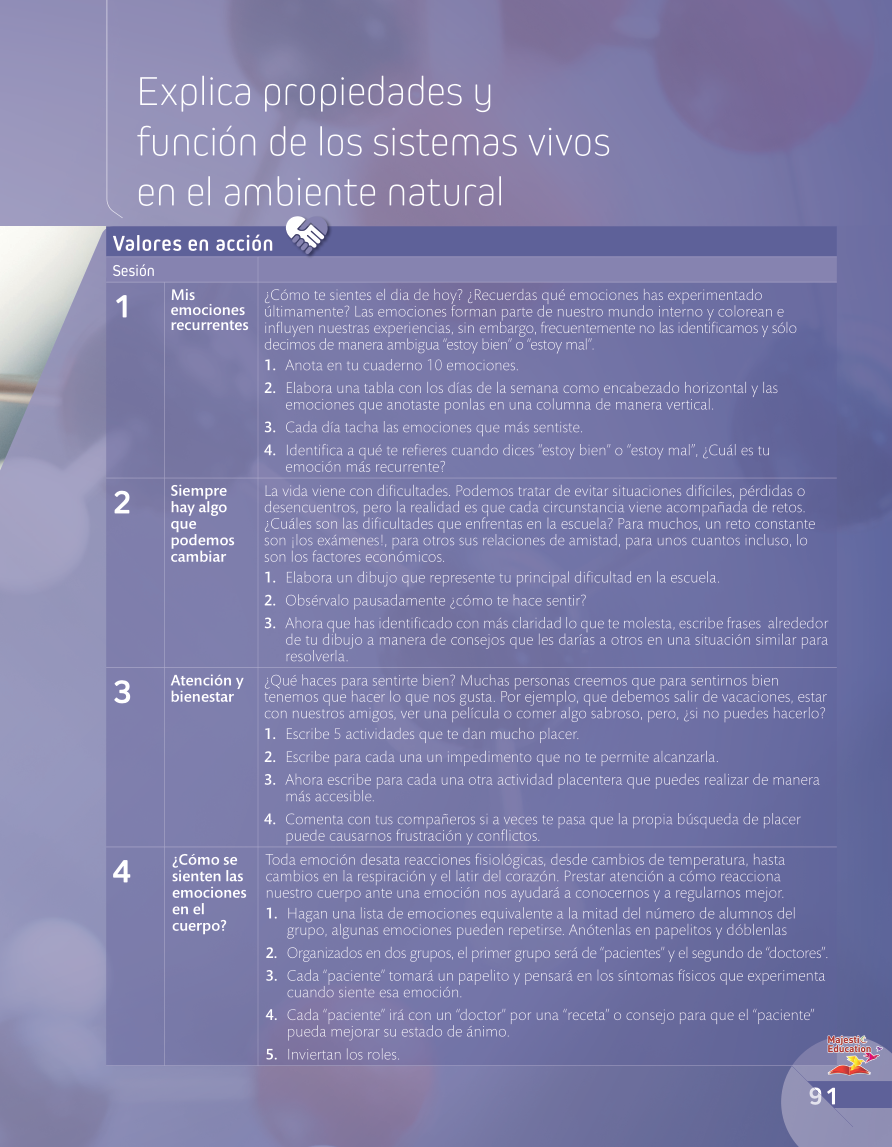 Explica propiedades y
función de los sistemas vivos
en el ambiente natural
Valores en acción
Sesión
1
Mis
emociones
recurrentes
¿Cómo te sientes el dia de hoy? ¿Recuerdas qué emociones has experimentado
últimamente? Las emociones forman parte de nuestro mundo interno y colorean e
influyen nuestras experiencias, sin embargo, frecuentemente no las identificamos y sólo
decimos de manera ambigua “estoy bien” o “estoy mal”.
1. Anota en tu cuaderno 10 emociones.
2. Elabora una tabla con los días de la semana como encabezado horizontal y las
emociones que anotaste ponlas en una columna de manera vertical.
3. Cada día tacha las emociones que más sentiste.
4. Identifica a qué te refieres cuando dices “estoy bien” o “estoy mal”, ¿Cuál es tu
emoción más recurrente?
2
Siempre
hay algo
que
podemos
cambiar
La vida viene con dificultades. Podemos tratar de evitar situaciones difíciles, pérdidas o
desencuentros, pero la realidad es que cada circunstancia viene acompañada de retos.
¿Cuáles son las dificultades que enfrentas en la escuela? Para muchos, un reto constante
son ¡los exámenes!, para otros sus relaciones de amistad, para unos cuantos incluso, lo
son los factores económicos.
1. Elabora un dibujo que represente tu principal dificultad en la escuela.
2. Obsérvalo pausadamente ¿cómo te hace sentir?
3. Ahora que has identificado con más claridad lo que te molesta, escribe frases alrededor
de tu dibujo a manera de consejos que les darías a otros en una situación similar para
resolverla.
3
Atención y
bienestar
¿Qué haces para sentirte bien? Muchas personas creemos que para sentirnos bien
tenemos que hacer lo que nos gusta. Por ejemplo, que debemos salir de vacaciones, estar
con nuestros amigos, ver una película o comer algo sabroso, pero, ¿si no puedes hacerlo?
1. Escribe 5 actividades que te dan mucho placer.
2. Escribe para cada una un impedimento que no te permite alcanzarla.
3. Ahora escribe para cada una otra actividad placentera que puedes realizar de manera
más accesible.
4. Comenta con tus compañeros si a veces te pasa que la propia búsqueda de placer
puede causarnos frustración y conflictos.
4
¿Cómo se
sienten las
emociones
en el
cuerpo?
Toda emoción desata reacciones fisiológicas, desde cambios de temperatura, hasta
cambios en la respiración y el latir del corazón. Prestar atención a cómo reacciona
nuestro cuerpo ante una emoción nos ayudará a conocernos y a regularnos mejor.
1. Hagan una lista de emociones equivalente a la mitad del número de alumnos del
grupo, algunas emociones pueden repetirse. Anótenlas en papelitos y dóblenlas
2. Organizados en dos grupos, el primer grupo será de “pacientes” y el segundo de “doctores”.
3. Cada “paciente” tomará un papelito y pensará en los síntomas físicos que experimenta
cuando siente esa emoción.
4. Cada “paciente” irá con un “doctor” por una “receta” o consejo para que el “paciente”
pueda mejorar su estado de ánimo.
5. Inviertan los roles.
Majestic
Education
91